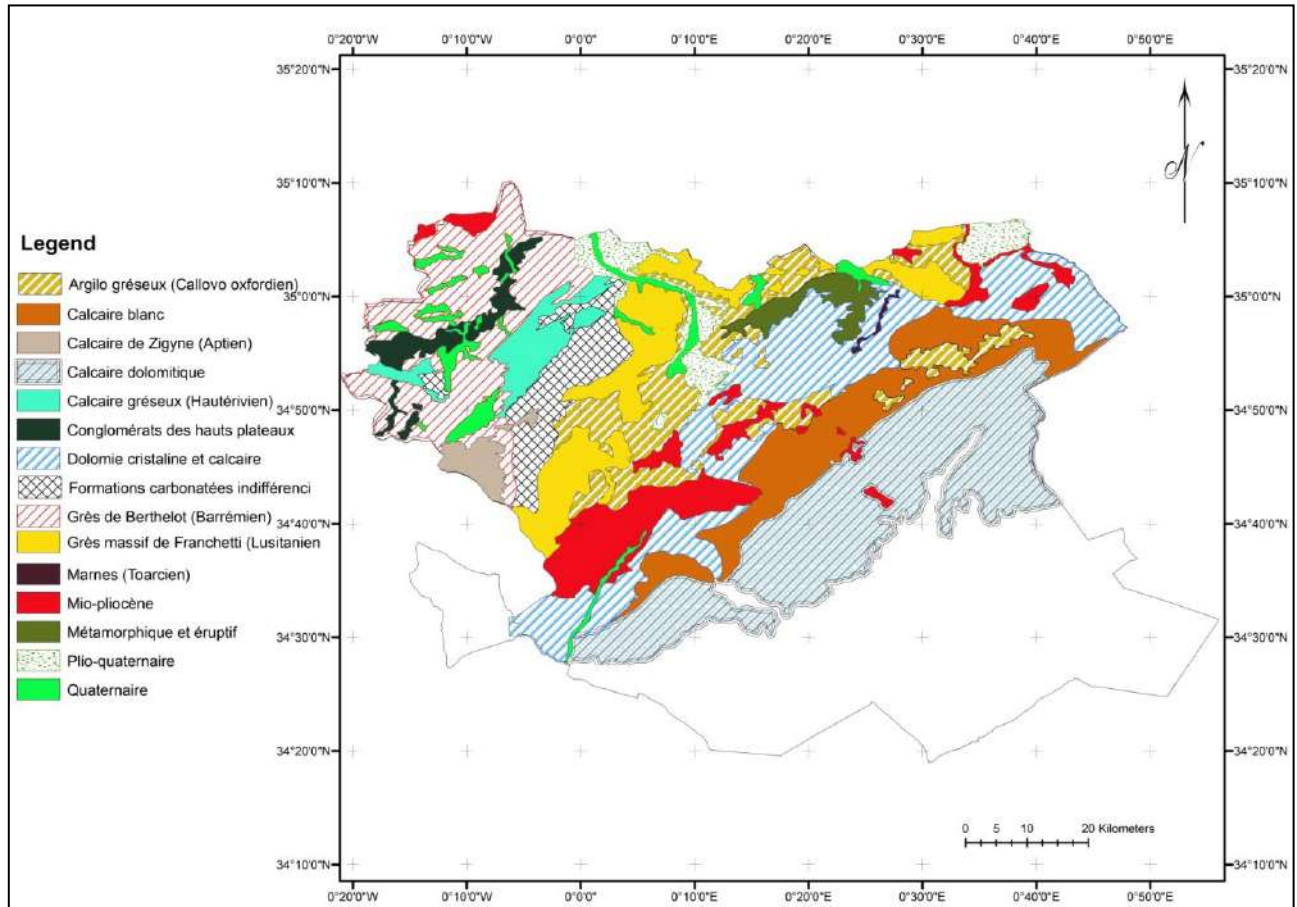 0°20'0"W 0°10'0"W 0°0'0" 0°10'0"E 0°20'0"E 0°30'0"E 0°40'0"E 0°50'0"E
35°20'0"N 35°20'0"N
N
35°10'0"N 35°10'0"N
35°0'0"N 35°0'0"N
34°50'0"N 34°50'0"N
34°40'0"N 34°40'0"N
34°30'0"N 34°30'0"N
34°20'0"N 34°20'0"N
34°10'0"N 34°10'0"N
Legend
Argilo gréseux (Callovo oxfordien)
Calcaire blanc
Calcaire de Zigyne (Aptien)
Calcaire dolomitique
Calcaire gréseux (Hautérivien)
Conglomérats des hauts plateaux
Dolomie cristaline et calcaire
Formations carbonatées indifférenci
Grès de Berthelot (Barrémien)
Grès massif de Franchetti (Lusitanien
Marnes (Toarcien)
Mio-pliocène
Métamorphique et éruptif
Plio-quaternaire
Quaternaire
0 5 10 20 Kilometers
0°20'0"W 0°10'0"W 0°0'0" 0°10'0"E 0°20'0"E 0°30'0"E 0°40'0"E 0°50'0"E